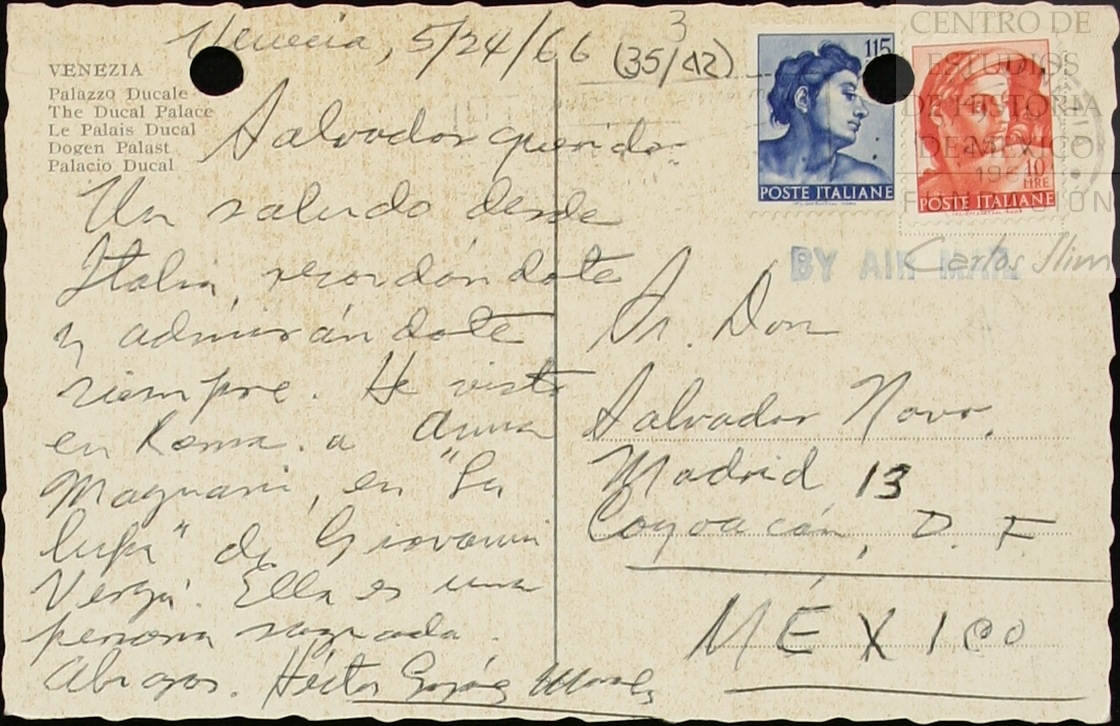 Venecia, 5/24/66 (35/42)
3
VENEZIA
Palazzo Ducale
The Ducal Palace
Le Palais Ducal
Dogen Palast
Palacio Ducal
Salvador querido:
Un saludo desde
Italia, recordándote
y admirándote
siempre. He visto
en Roma a Anna
Magnani, en "La
lupa" de Giovanni
Verga. Ella es una
persona sagrada.
Abrazos. Héctor
115
POSTE ITALIANE
10
LIRE
POSTE ITALIANE
CENTRO DE
ESTUDIOS
DE HISTORIA
DE MÉXICO
FUNDACIÓN
Carlos Slim
BY AIR MAIL
Sr. Don
Salvador Novo.
Madrid 13
Coyoacán, D. F.
MÉXICO